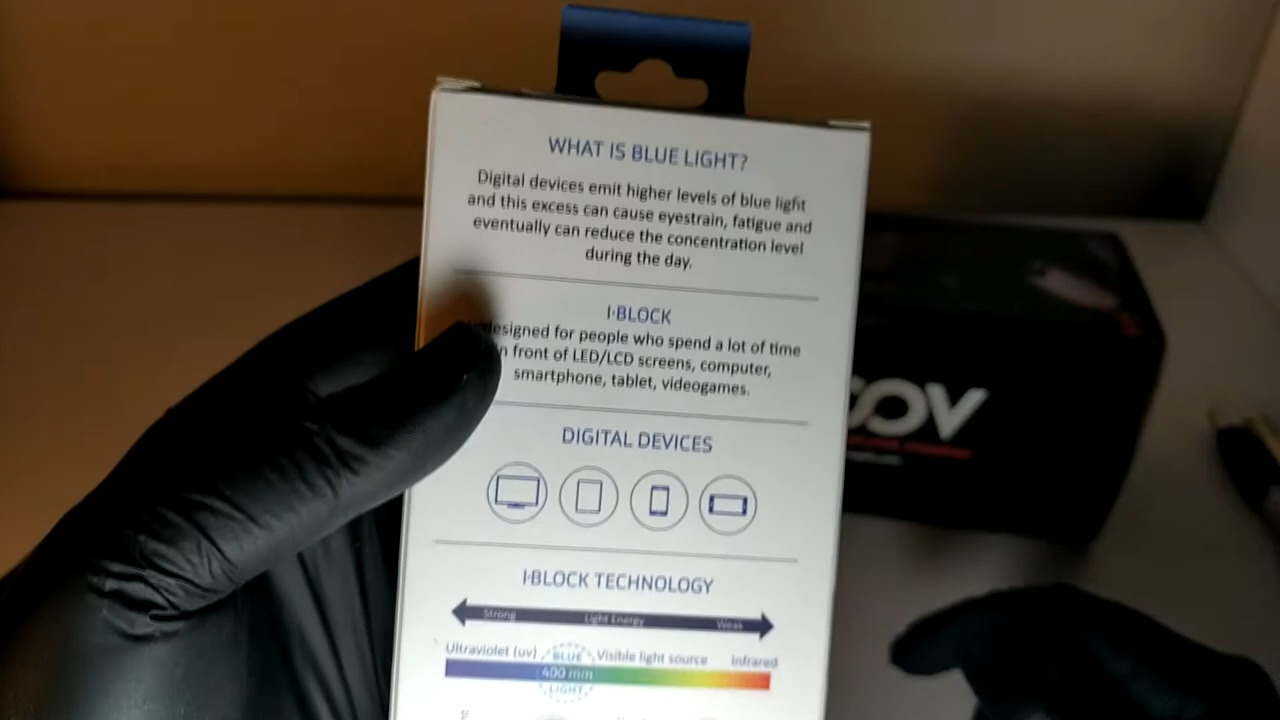 WHAT IS BLUE LIGHT?
Digital devices emit higher levels of blue light
and this excess can cause eyestrain, fatigue and
eventually can reduce the concentration level
during the day.
I·BLOCK
designed for people who spend a lot of time
front of LED/LCD screens, computer,
smartphone, tablet, videogames.
DIGITAL DEVICES
I·BLOCK TECHNOLOGY
Strong Light Energy Weak
Ultraviolet (uv) BLUE Visible light source Infrared
400 mm
LIGHT
OV